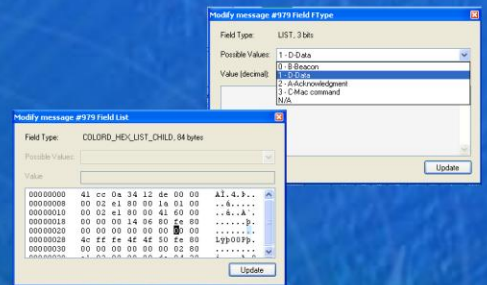 Modify message #979 Field FType
Field Type: LIST, 3 bits
Possible Values: 1 - D-Data
0 - B-Beacon
1 - D-Data
2 - A-Acknowledgment
3 - C-Mac command
N/A
Value (decimal):
Update
Modify message #979 Field List
Field Type: COLORD_HEX_LIST_CHILD, 84 bytes
Possible Values:
Value
00000000 41 cc 0a 34 12 de 00 00 AÌ.4.Þ..
00000008 00 02 e1 80 00 1a 01 00
00000010 00 02 e1 80 00 41 60 00
00000018 00 00 00 14 06 80 fe 80
00000020 00 00 00 00 00 00 00 00
00000028 4c ff fe 4f 4f 50 fe 80 LÿþOOPþ.
00000030 00 00 00 00 00 00 02 80
Update